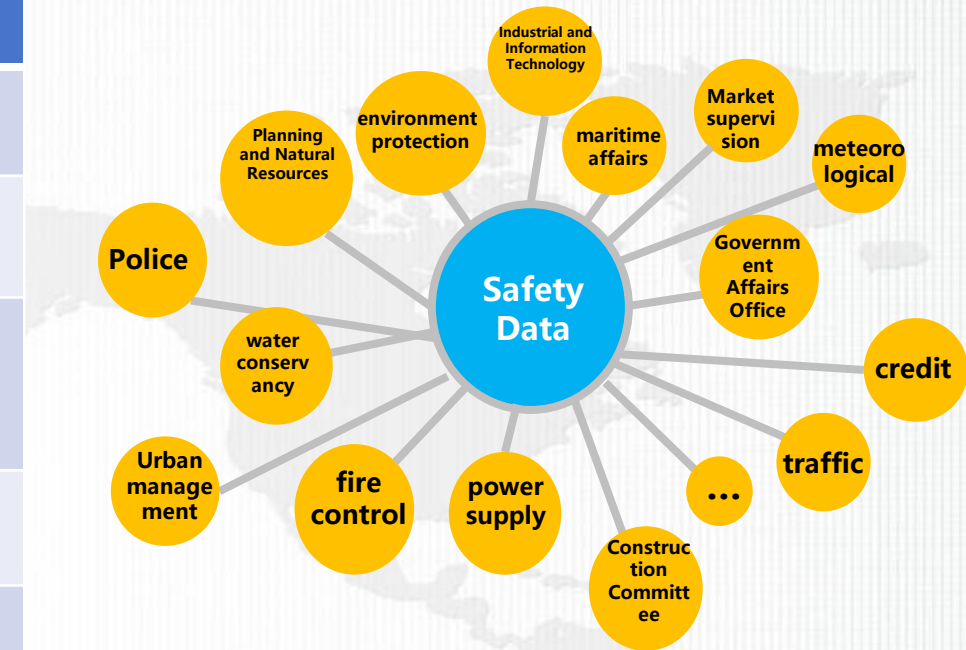 Industrial and
Information
Technology
environment
protection
maritime
affairs
Market
supervi
sion
meteoro
logical
Planning
and Natural
Resources
Police
Safety
Data
Governm
ent
Affairs
Office
water
conserv
ancy
credit
Urban
manage
ment
fire
control
power
supply
...
traffic
Construc
tion
Committ
ee